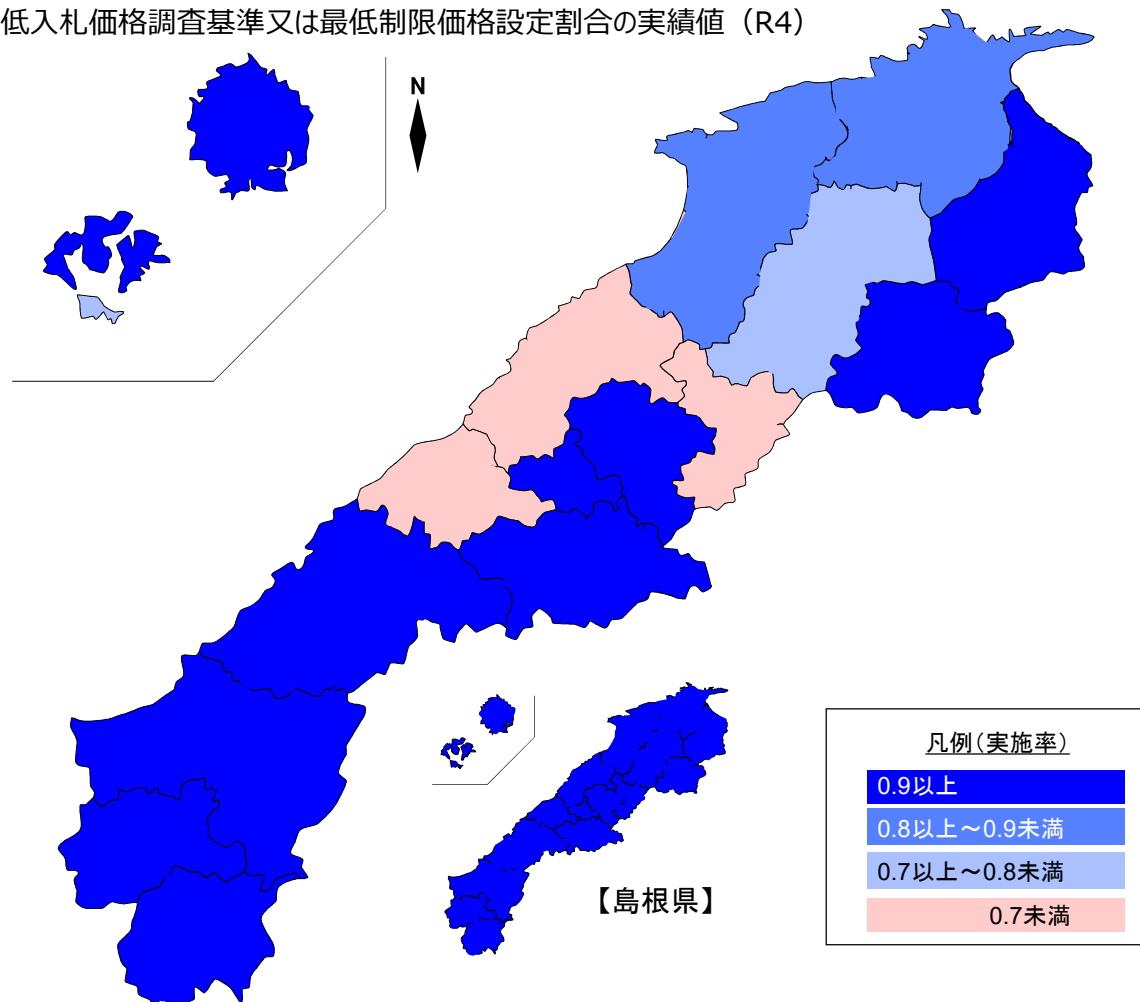 低入札価格調査基準又は最低制限価格設定割合の実績値（R4）
N
凡例（実施率）
0.9以上
0.8以上～0.9未満
0.7以上～0.8未満
0.7未満
【島根県】